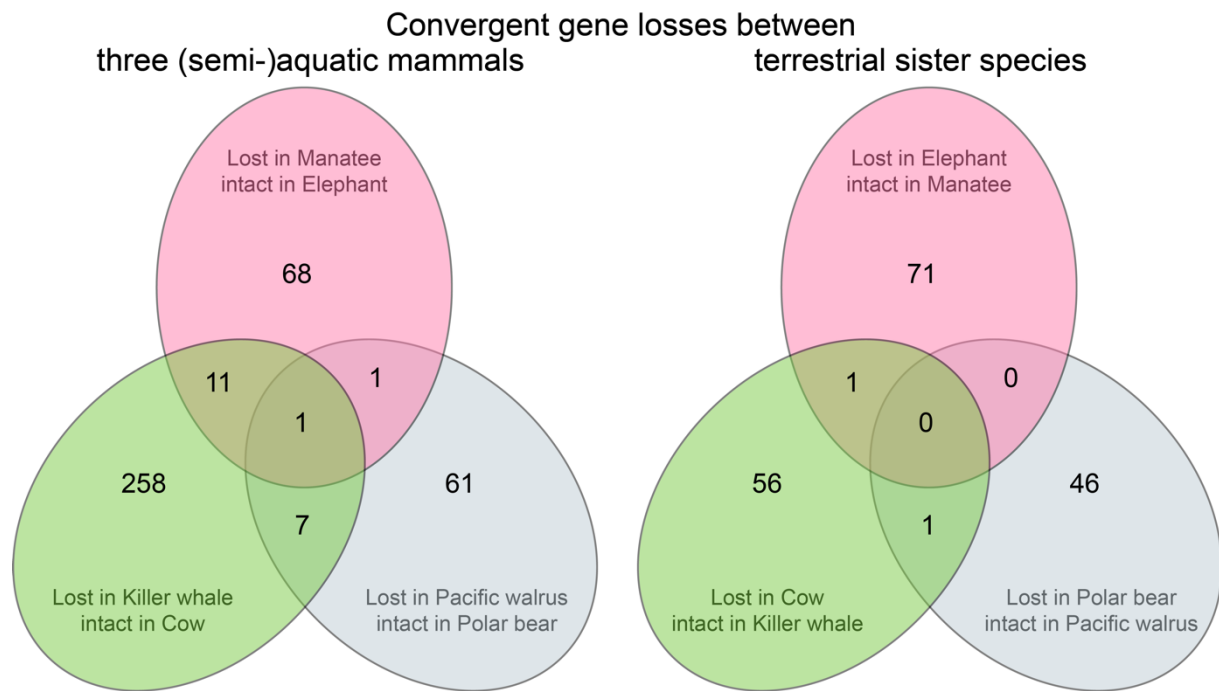 Convergent gene losses between
three (semi-)aquatic mammals
terrestrial sister species
Lost in Manatee
intact in Elephant
68
11
1
1
258
61
7
Lost in Killer whale
intact in Cow
Lost in Pacific walrus
intact in Polar bear
Lost in Elephant
intact in Manatee
71
1
0
0
56
46
1
Lost in Cow
intact in Killer whale
Lost in Polar bear
intact in Pacific walrus